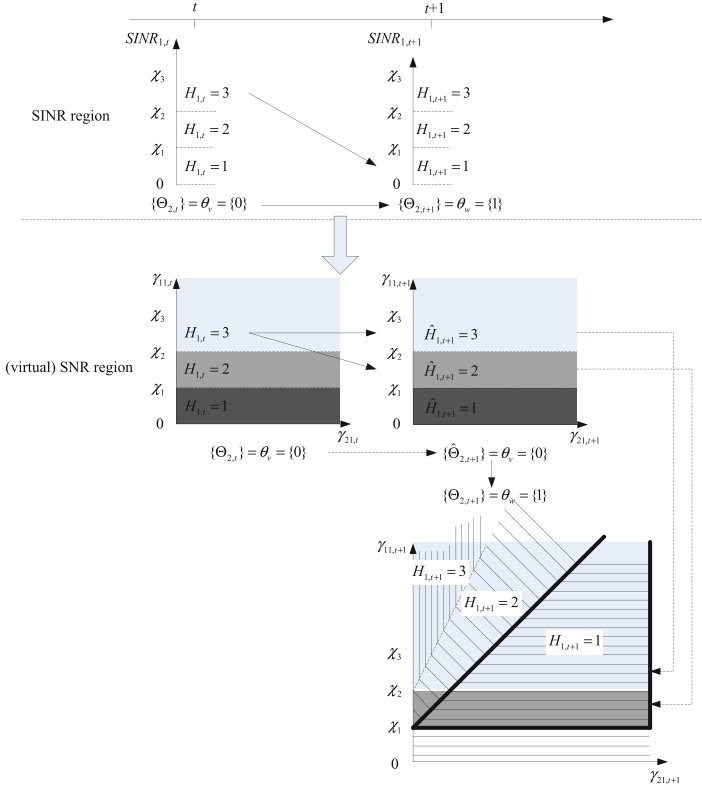 t t+1
SINR_{1,t} SINR_{1,t+1}
χ_3 H_{1,t} = 3 χ_3 H_{1,t+1} = 3
SINR region
χ_2 H_{1,t} = 2 χ_2 H_{1,t+1} = 2
χ_1 H_{1,t} = 1 χ_1 H_{1,t+1} = 1
0 0
{Θ_{2,t}} = θ_v = {0} {Θ_{2,t+1}} = θ_w = {1}
γ_{11,t} γ_{11,t+1}
χ_3 χ_3
H_{1,t} = 3 Ĥ_{1,t+1} = 3
χ_2 χ_2
(virtual) SNR region H_{1,t} = 2 Ĥ_{1,t+1} = 2
χ_1 χ_1
H_{1,t} = 1 Ĥ_{1,t+1} = 1
0 0
γ_{21,t} γ_{21,t+1}
{Θ_{2,t}} = θ_v = {0} {Θ̂_{2,t+1}} = θ_v = {0}
{Θ_{2,t+1}} = θ_w = {1}
γ_{11,t+1}
H_{1,t+1} = 3
H_{1,t+1} = 2
H_{1,t+1} = 1
χ_3
χ_2
χ_1
0
γ_{21,t+1}